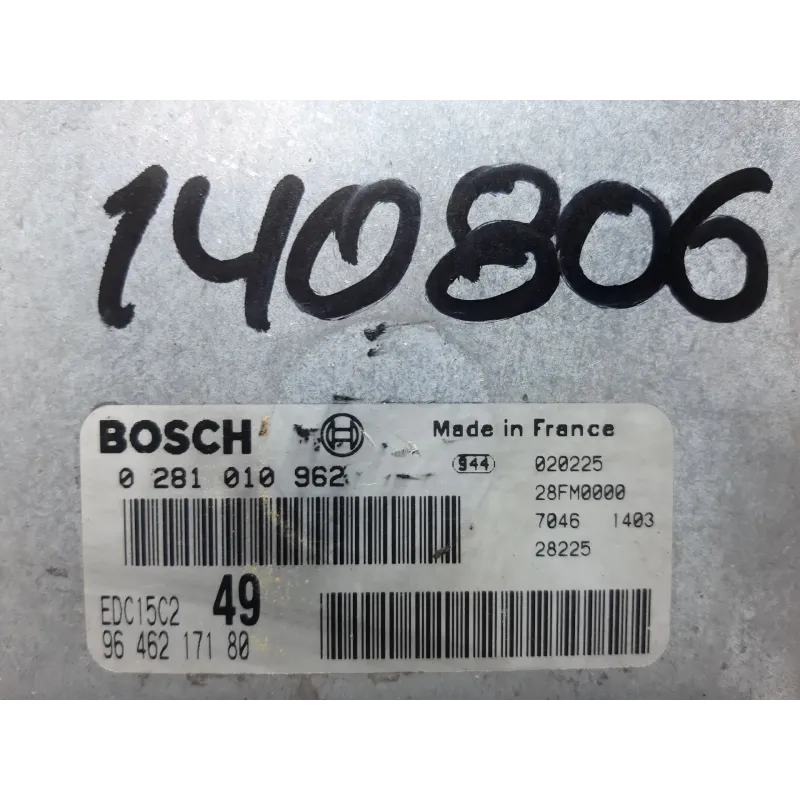 140806
BOSCH Made in France
0 281 010 962 944 020225
28FM0000
7046 1403
28225
EDC15C2 49
96 462 171 80